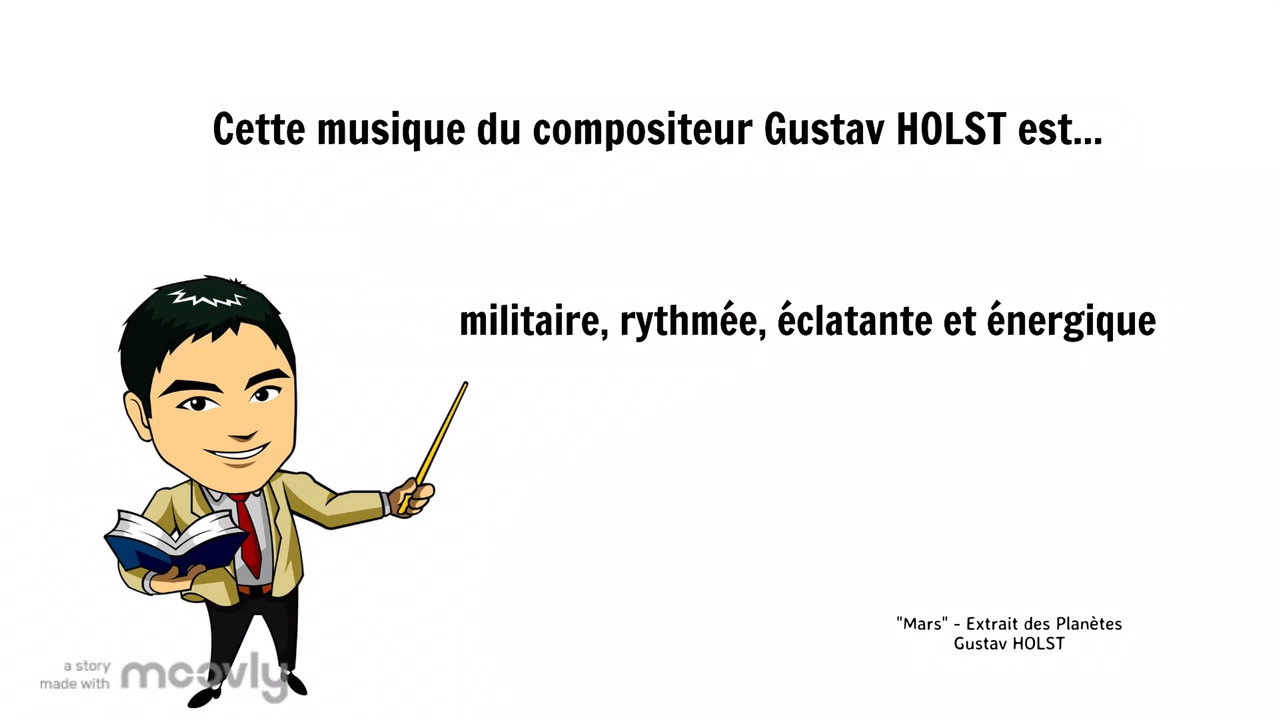 Cette musique du compositeur Gustav HOLST est...
militaire, rythmée, éclatante et énergique
"Mars" - Extrait des Planètes
Gustav HOLST
a story
made with moovly